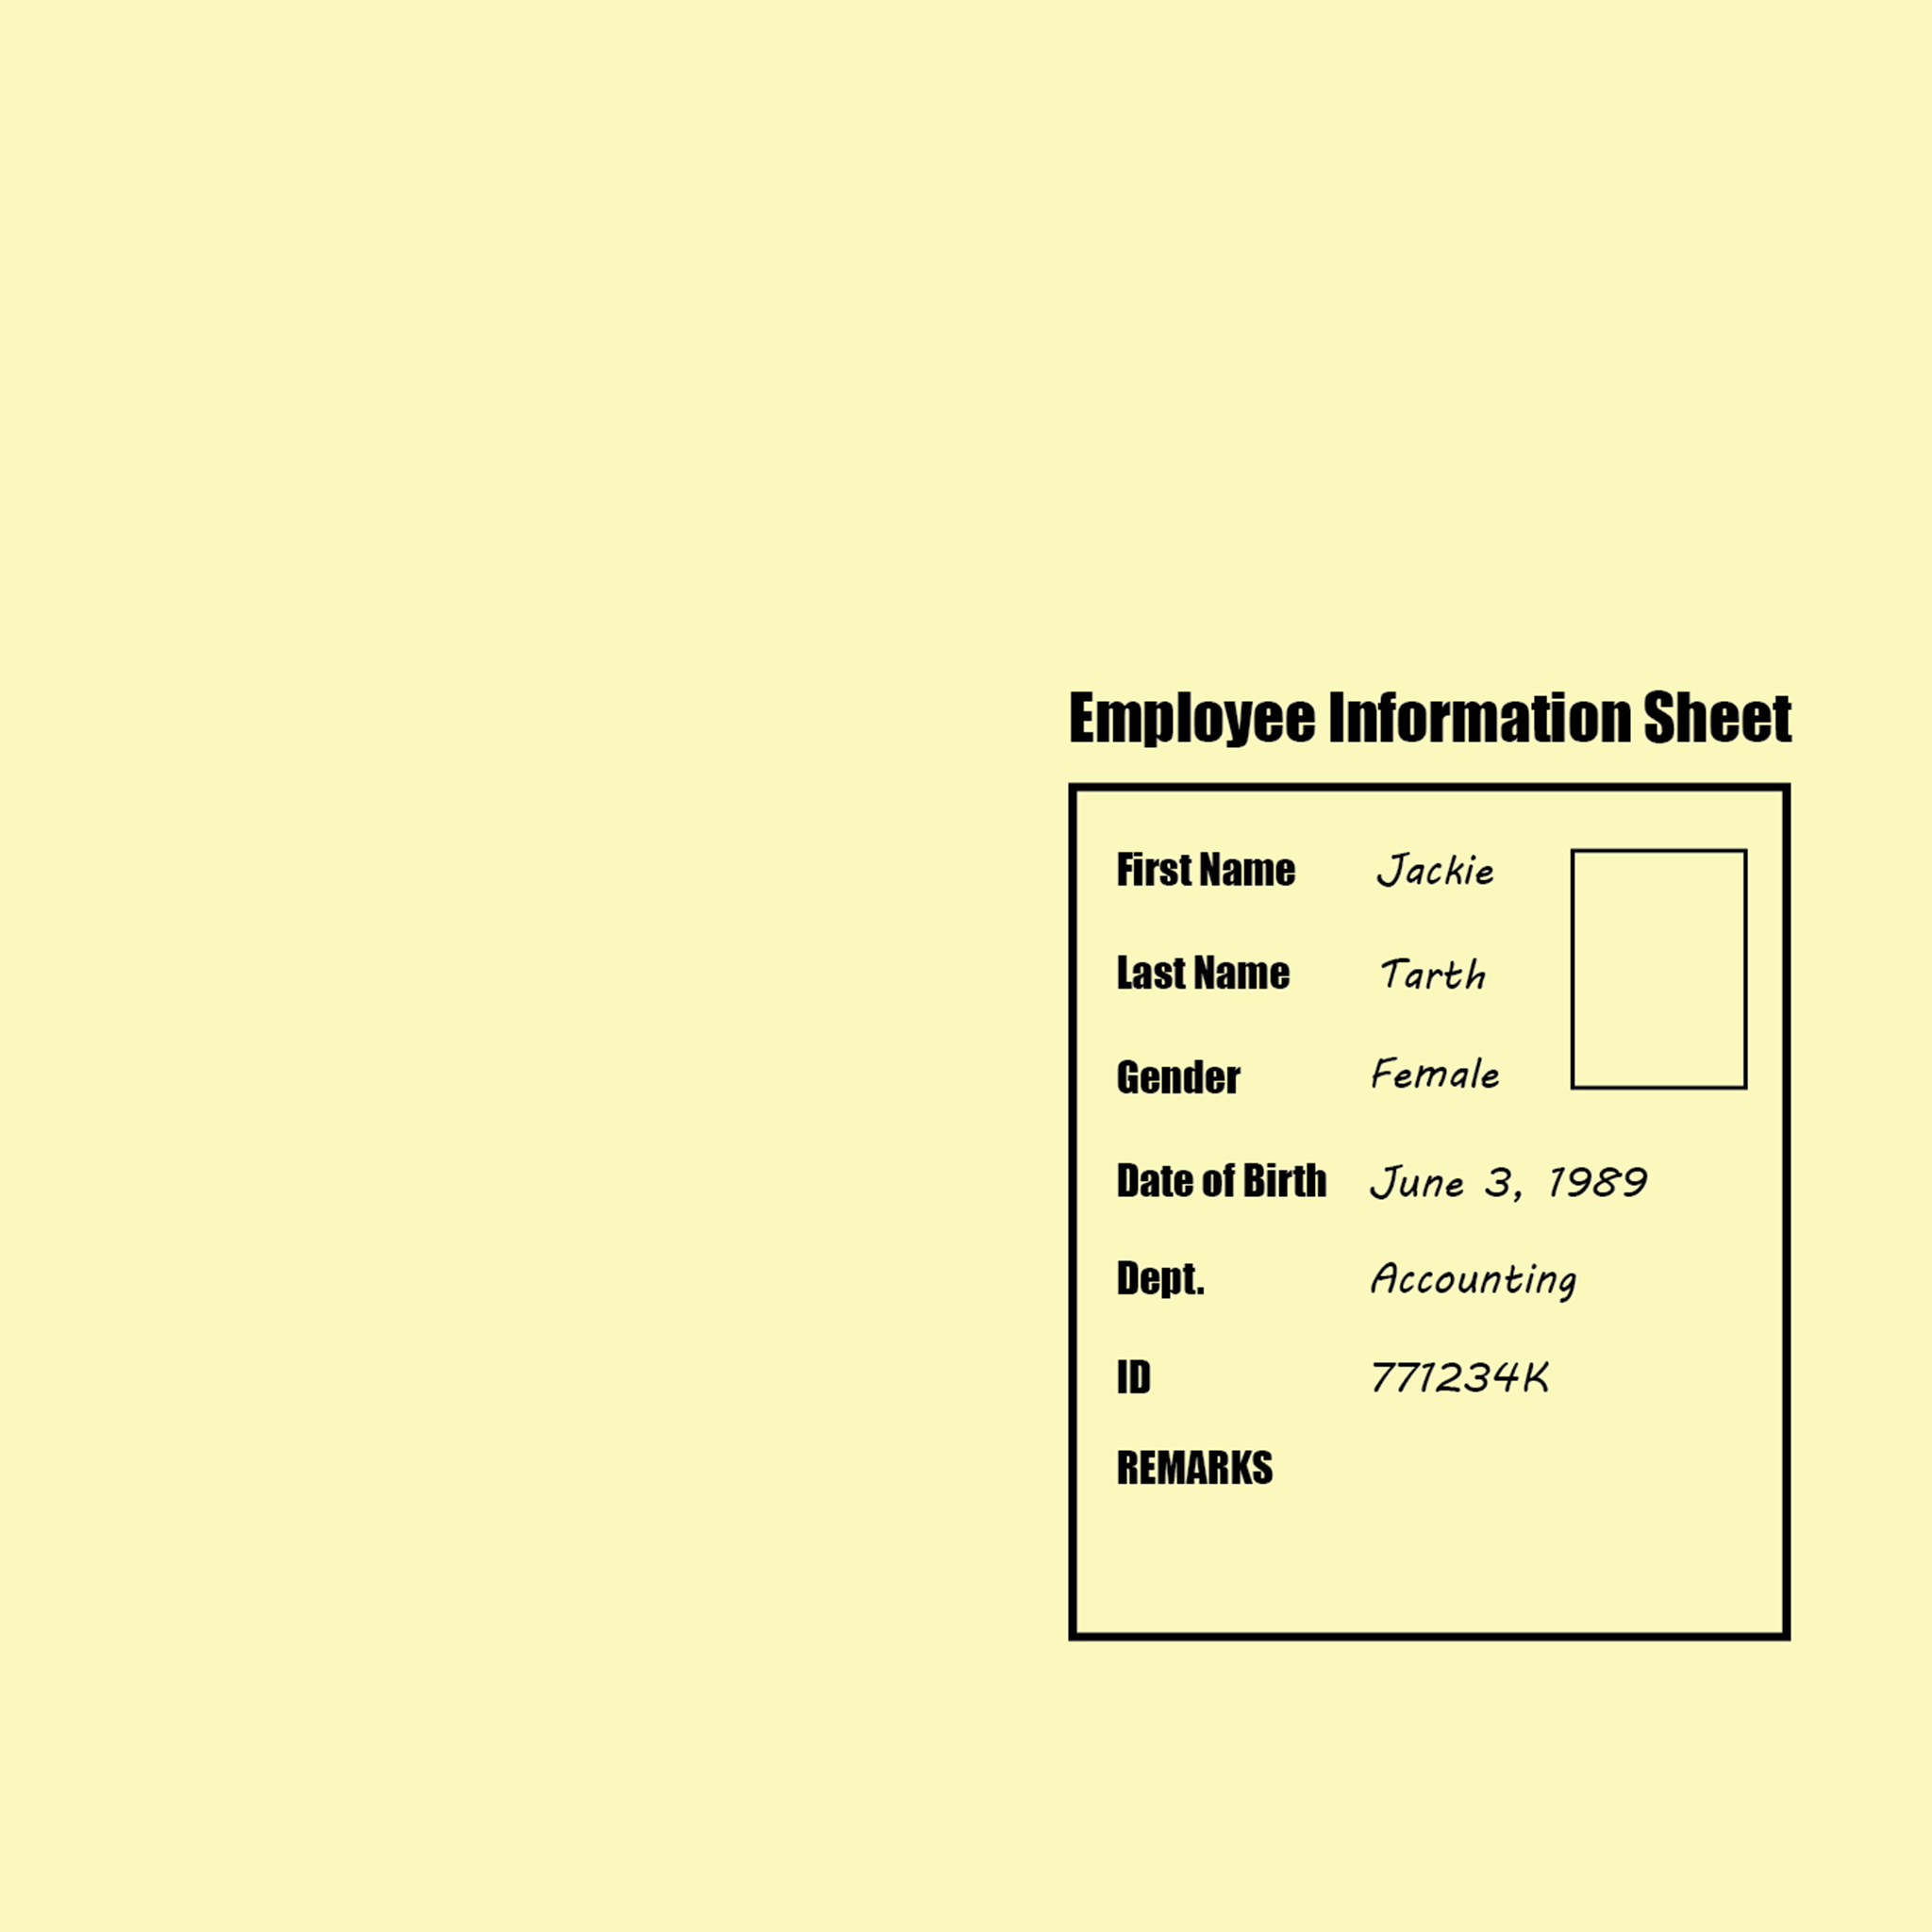 Employee Information Sheet
First Name Jackie
Last Name Tarth
Gender Female
Date of Birth June 3, 1989
Dept. Accounting
ID 771234K
REMARKS